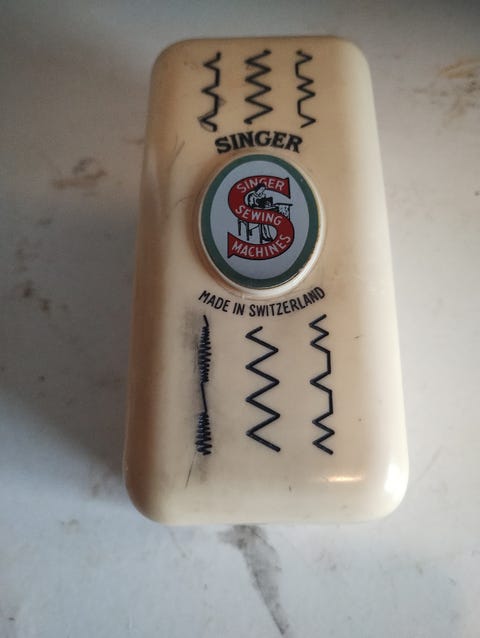 SINGER
SINGER
SEWING
MACHINES
MADE IN SWITZERLAND